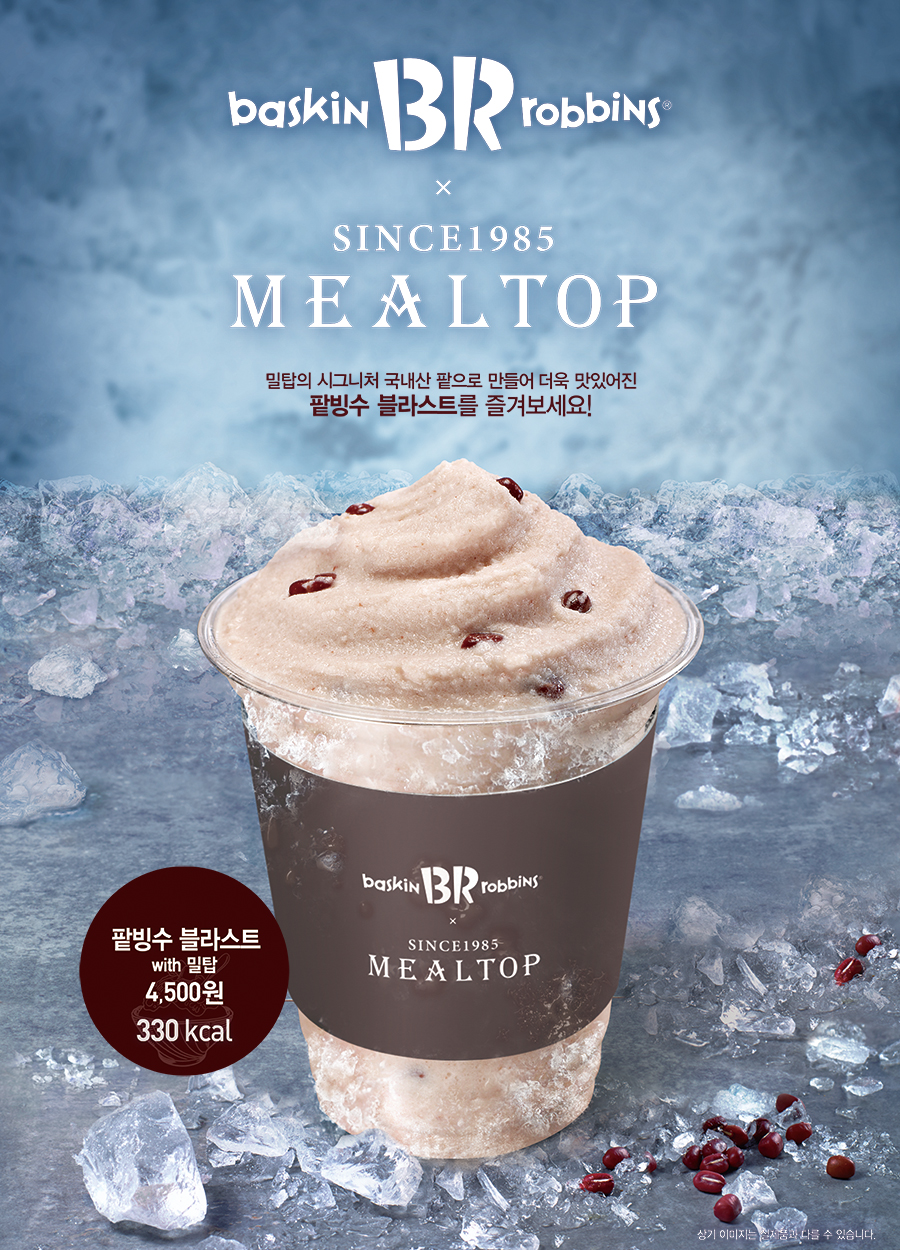 baskin BR robbins®
×
SINCE1985
MEALTOP
밀탑의 시그니처 국내산 팥으로 만들어 더욱 맛있어진
팥빙수 블라스트를 즐겨보세요!
baskin BR robbins
×
SINCE1985
MEALTOP
팥빙수 블라스트
with 밀탑
4,500원
330 kcal
상기 이미지는 실제품과 다를 수 있습니다.